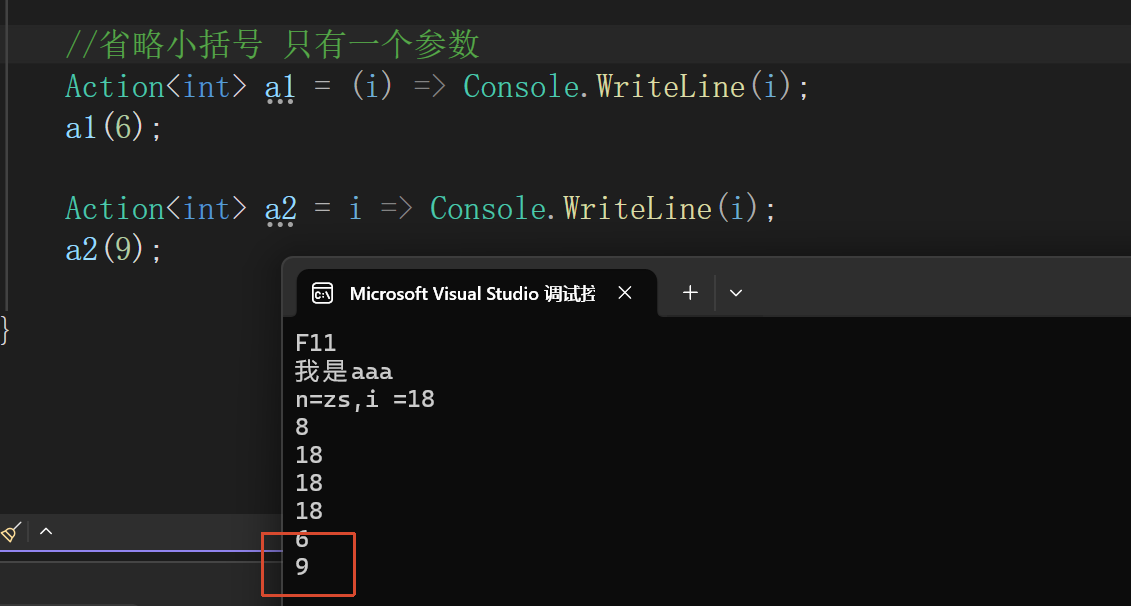 //省略小括号 只有一个参数
Action<int> a1 = (i) => Console.WriteLine(i);
a1(6);
Action<int> a2 = i => Console.WriteLine(i);
a2(9);
}
Microsoft Visual Studio 调试控
F11
我是aaa
n=zs,i =18
8
18
18
18
6
9